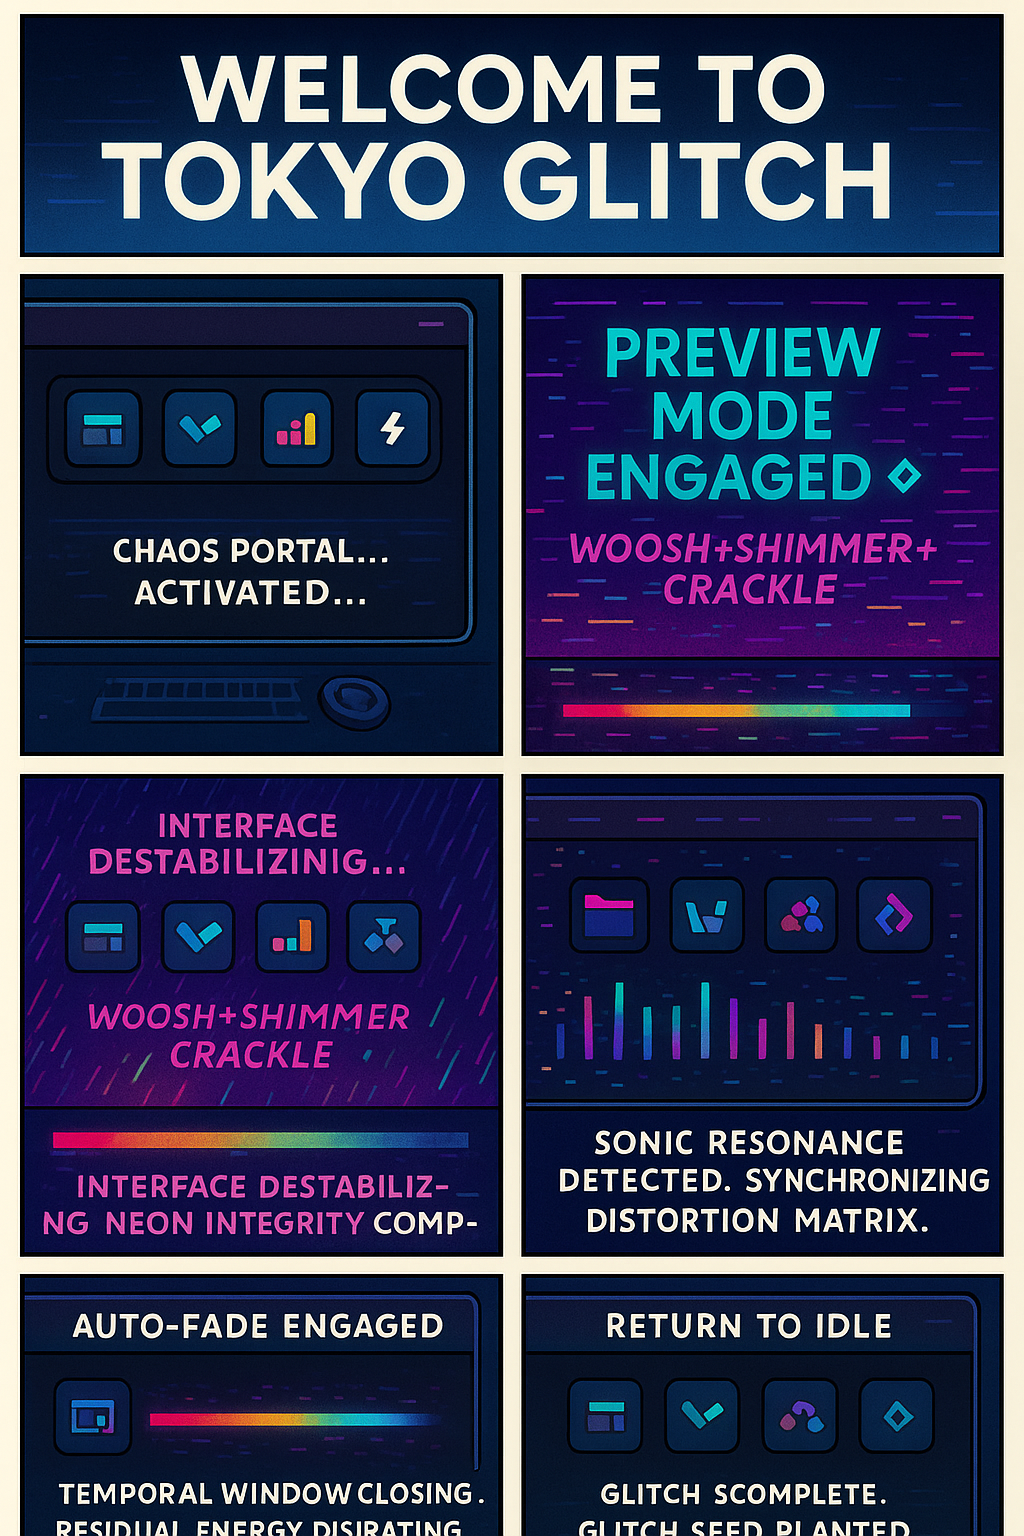 WELCOME TO
TOKYO GLITCH
CHAOS PORTAL...
ACTIVATED...
PREVIEW
MODE
ENGAGED
WOOSH+SHIMMER+
CRACKLE
INTERFACE
DESTABILIZINIG...
WOOSH+SHIMMER
CRACKLE
INTERFACE DESTABILIZ-
NG NEON INTEGRITY COMP-
SONIC RESONANCE
DETECTED. SYNCHRONIZING
DISTORTION MATRIX.
AUTO-FADE ENGAGED
TEMPORAL WINDOW CLOSING.
RESIDUAL ENERGY DISIRATING
RETURN TO IDLE
GLITCH SCOMPLETE.
GLITCH SEED PLANTED